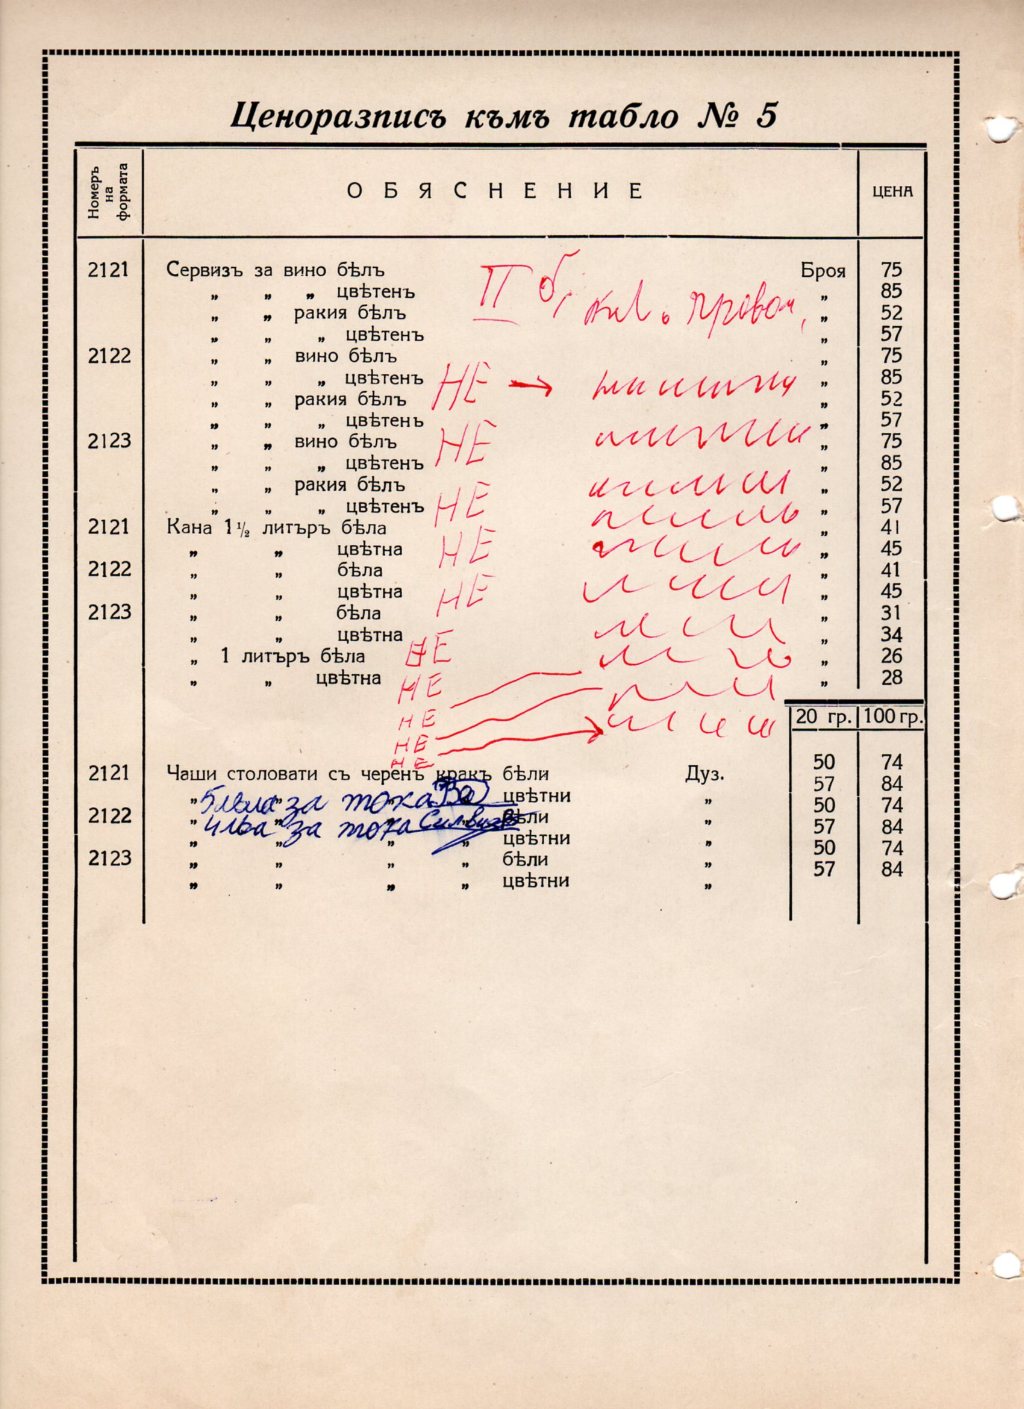 Ценоразписъ къмъ табло № 5
Номеръ на формата ОБЯСНЕНИЕ ЦЕНА
2121 Сервизъ за вино бѣлъ Броя 75
„ „ „ цвѣтенъ „ 85
„ „ ракия бѣлъ „ 52
„ „ „ цвѣтенъ „ 57
2122 „ „ вино бѣлъ „ 75
„ „ „ цвѣтенъ НЕ „ 85
„ „ ракия бѣлъ „ 52
„ „ „ цвѣтенъ „ 57
2123 „ „ вино бѣлъ НЕ „ 75
„ „ „ цвѣтенъ „ 85
„ „ ракия бѣлъ „ 52
„ „ „ цвѣтенъ НЕ „ 57
2121 Кана 1½ литъръ бѣла „ 41
„ „ цвѣтна НЕ „ 45
2122 „ „ бѣла „ 41
„ „ цвѣтна НЕ „ 45
2123 „ „ бѣла „ 31
„ „ цвѣтна НЕ „ 34
„ 1 литъръ бѣла „ 26
„ „ цвѣтна НЕ „ 28
НЕ 20 гр. 100 гр.
НЕ
НЕ
2121 Чаши столовати съ черенъ кракъ бѣли Дуз. 50 74
„ „ „ „ цвѣтни „ 57 84
за тока
2122 „ „ „ „ бѣли „ 50 74
за тока
„ „ „ „ цвѣтни „ 57 84
2123 „ „ „ „ бѣли „ 50 74
„ „ „ „ цвѣтни „ 57 84